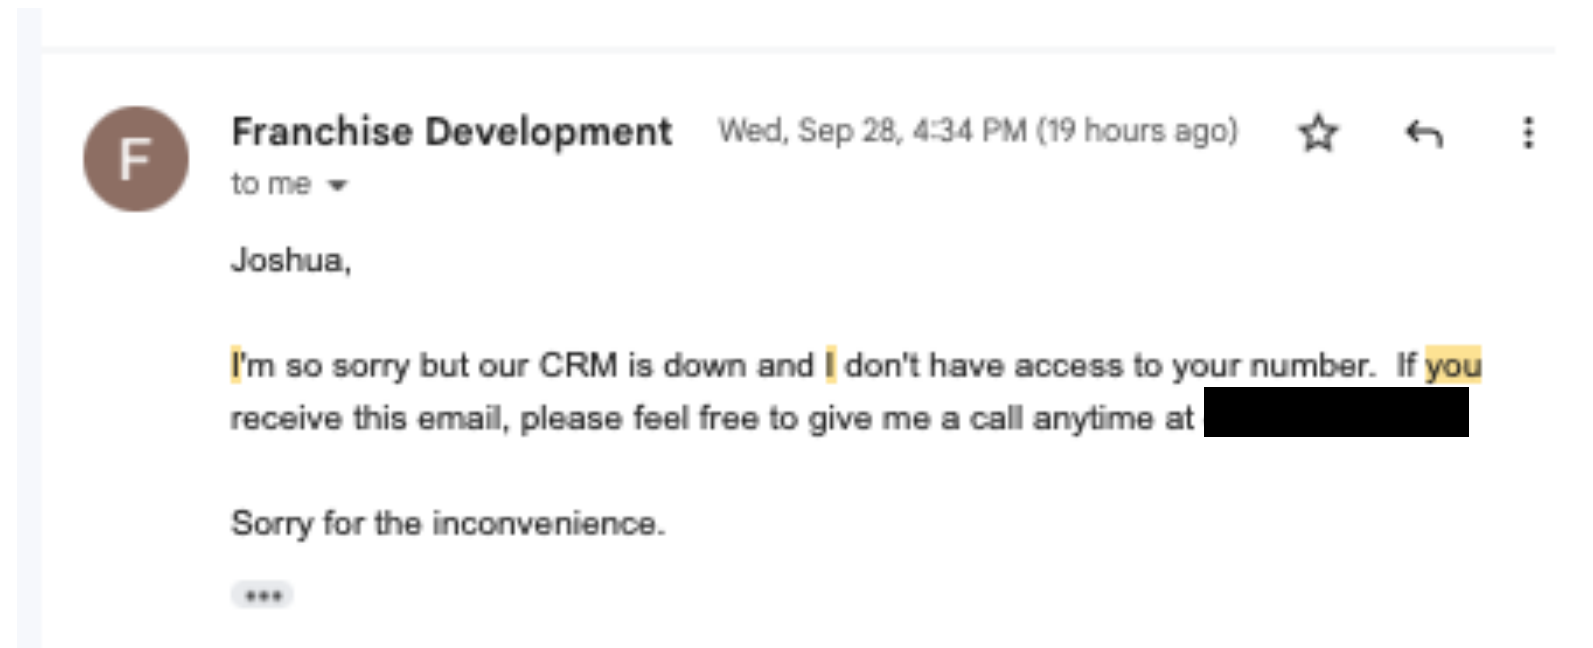 F
Franchise Development Wed, Sep 28, 4:34 PM (19 hours ago)
to me
Joshua,
I'm so sorry but our CRM is down and I don't have access to your number.  If you
receive this email, please feel free to give me a call anytime at
Sorry for the inconvenience.